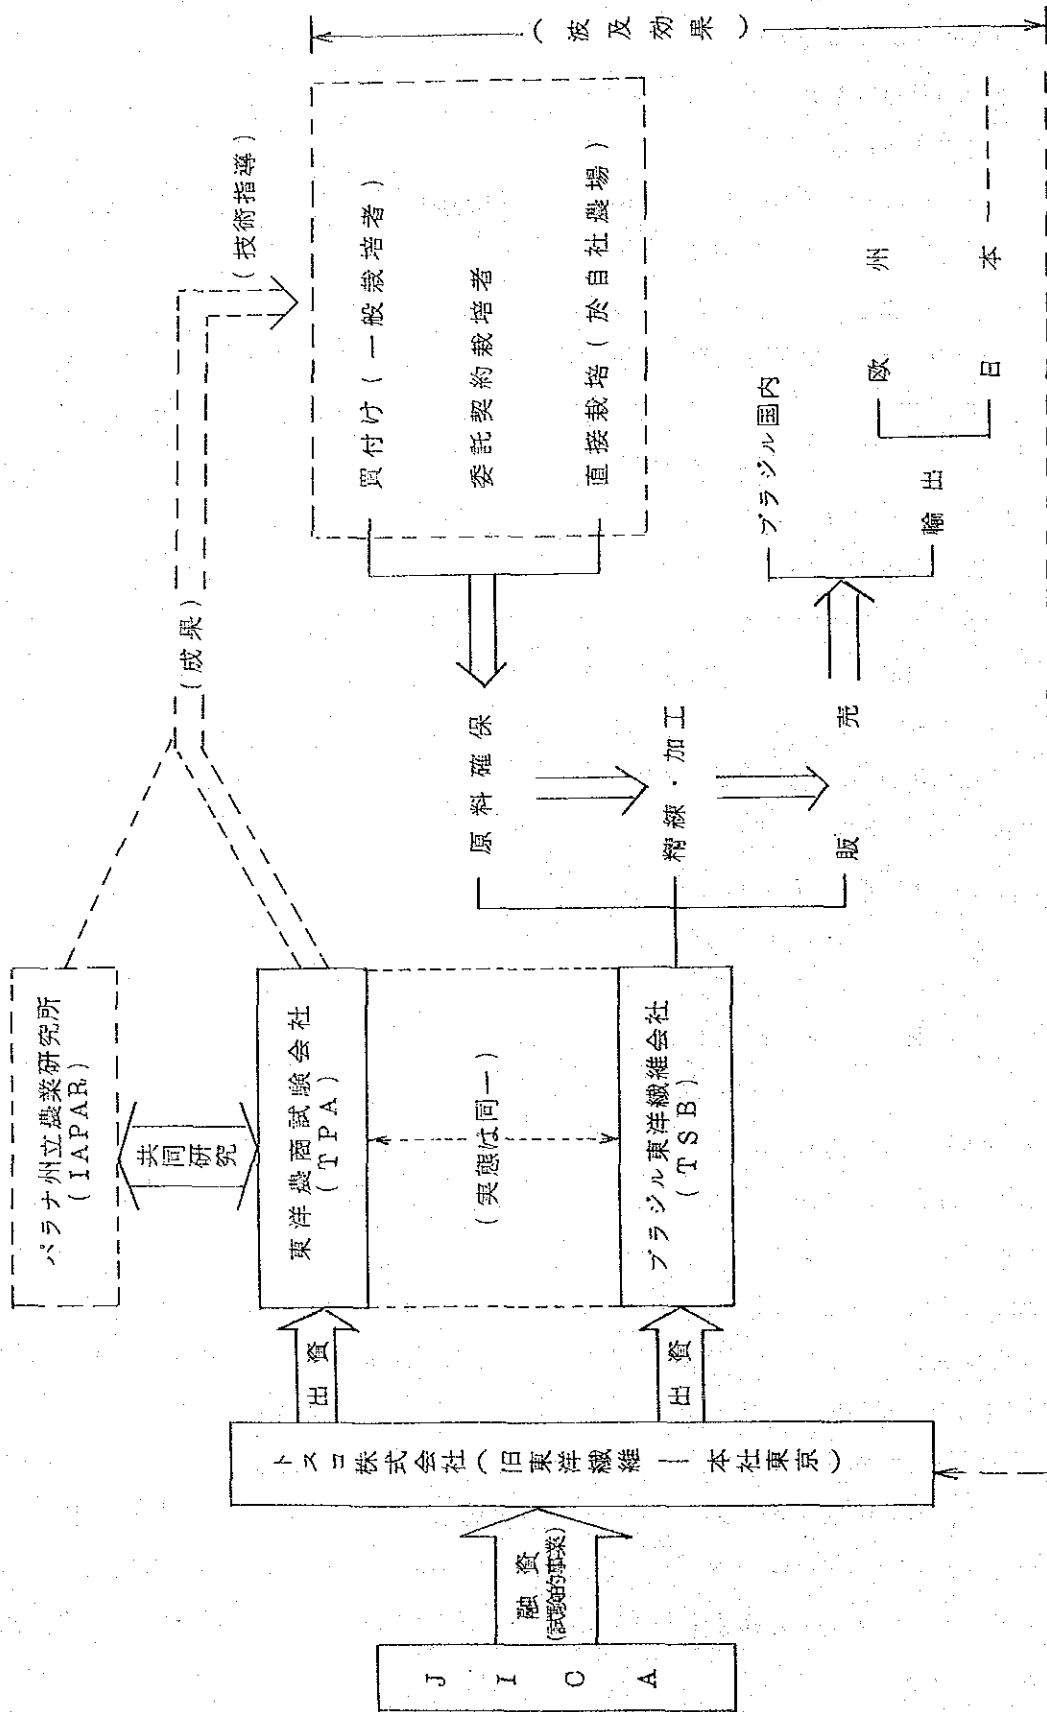 JICA
融資
(試験的事業)
トスコ株式会社(旧東洋繊維ー本社東京)
出資
出資
パラナ州立農業研究所
(IAPAR)
共同研究
東洋農商試験会社
(TPA)
(実態は同一)
ブラジル東洋繊維会社
(TSB)
(成果)
(技術指導)
原料確保
精練・加工
販売
買付け(一般栽培者)
委託契約栽培者
直接栽培(於自社農場)
ブラジル国内
輸出
欧州
日本
(波及効果)